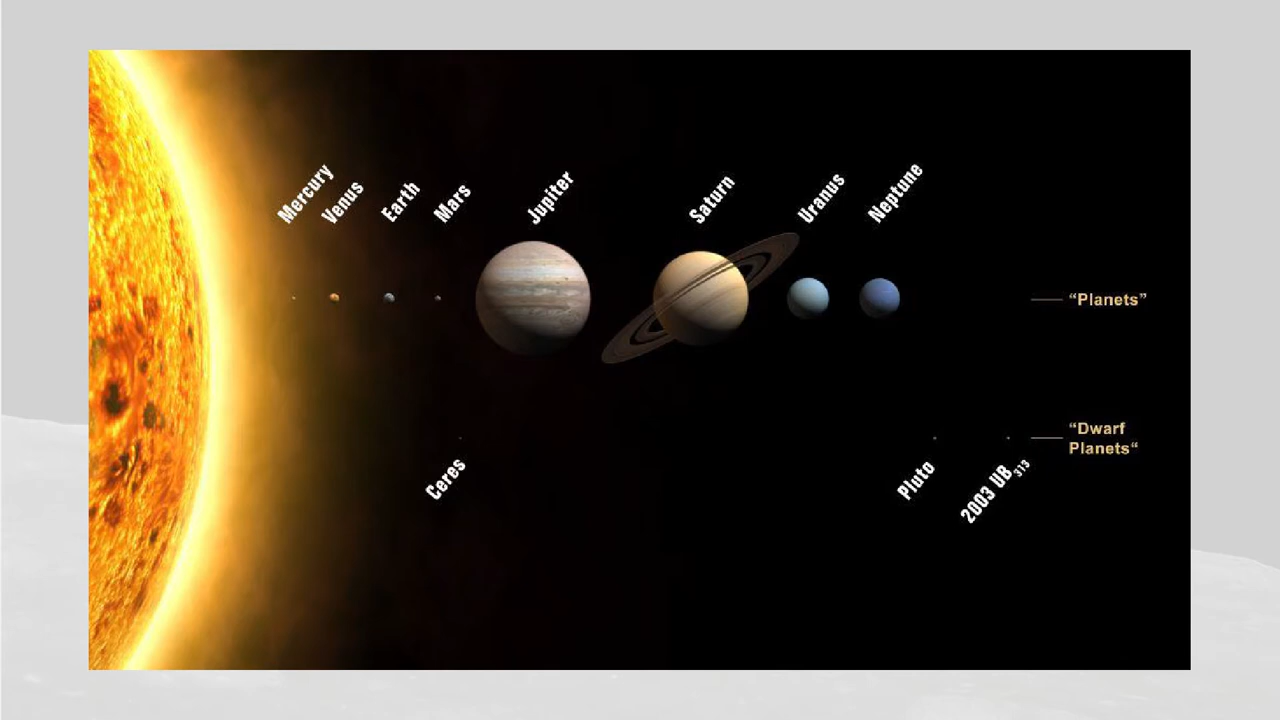 Mercury
Venus
Earth
Mars
Jupiter
Saturn
Uranus
Neptune
“Planets”
“Dwarf
Planets“
Ceres
Pluto
2003 UB313